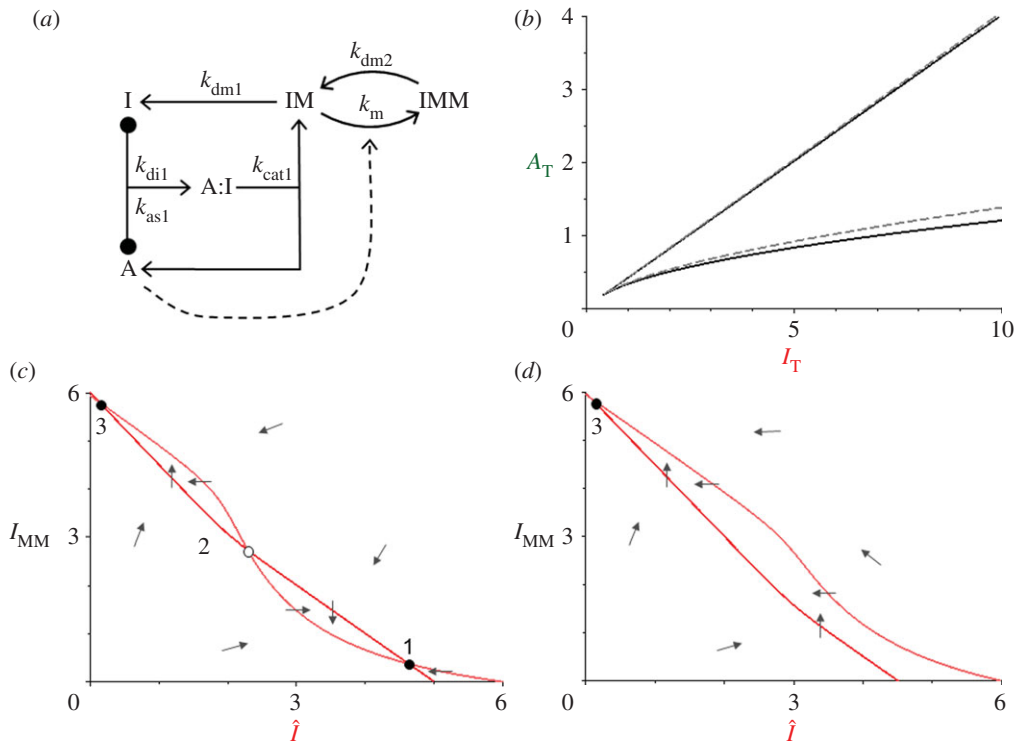 (a)
k_dm2
k_dm1
I IM IMM
k_m
k_di1 k_cat1
A:I
k_as1
A
(b)
4
3
A_T 2
1
0 5 10
I_T
(c)
6
3
I_MM 3 2
1
0 3 6
Î
(d)
6
3
I_MM 3
0 3 6
Î